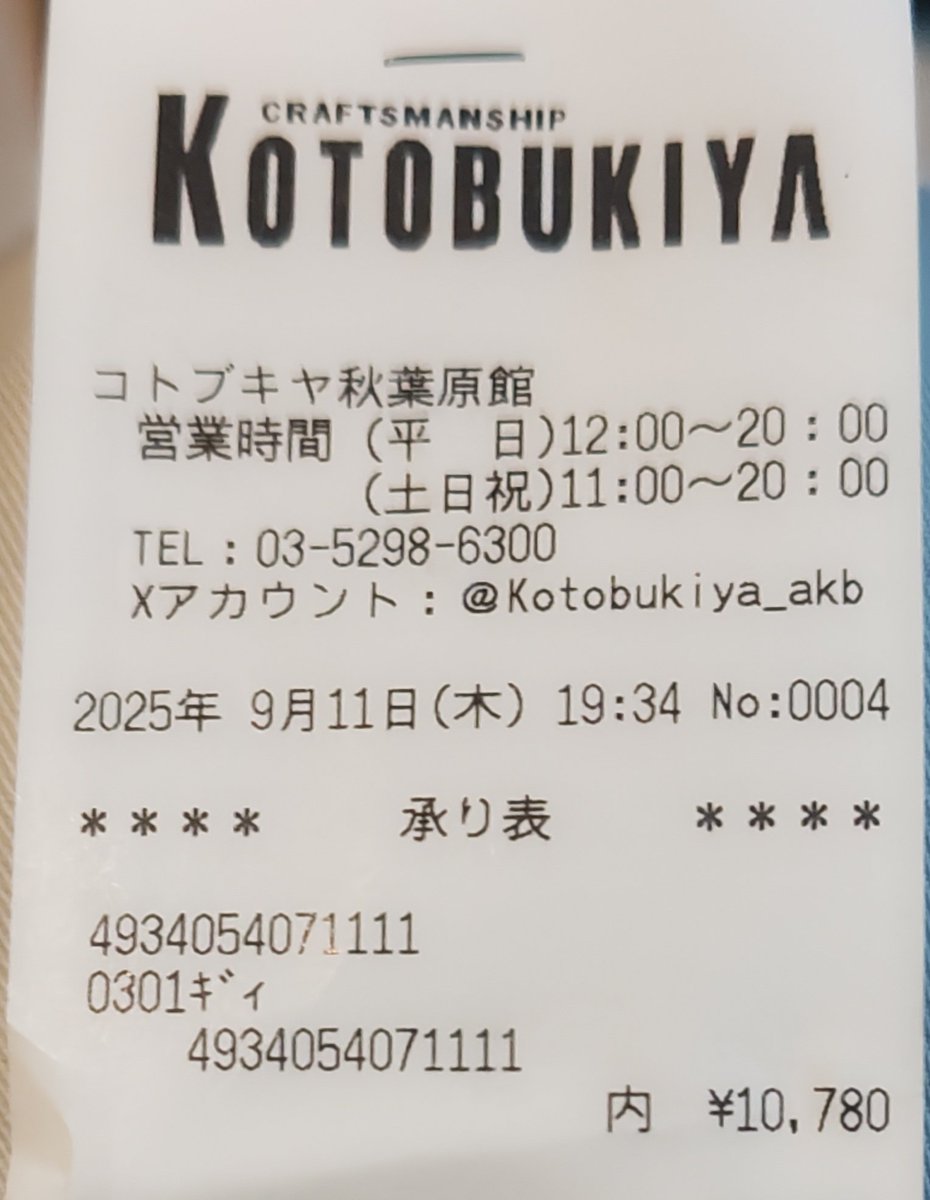 CRAFTSMANSHIP
KOTOBUKIYA
コトブキヤ秋葉原館
営業時間 (平　日)12:00～20：00
(土日祝)11:00～20：00
TEL：03-5298-6300
Xアカウント：@Kotobukiya_akb
2025年 9月11日(木) 19:34 No:0004
＊＊＊＊　承り表　＊＊＊＊
4934054071111
0301ｷﾞｨ
4934054071111
内 ¥10,780